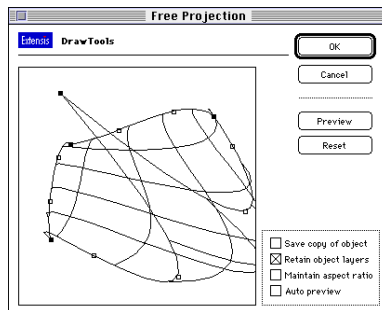 Free Projection
Extensis DrawTools
OK
Cancel
Preview
Reset
Save copy of object
Retain object layers
Maintain aspect ratio
Auto preview